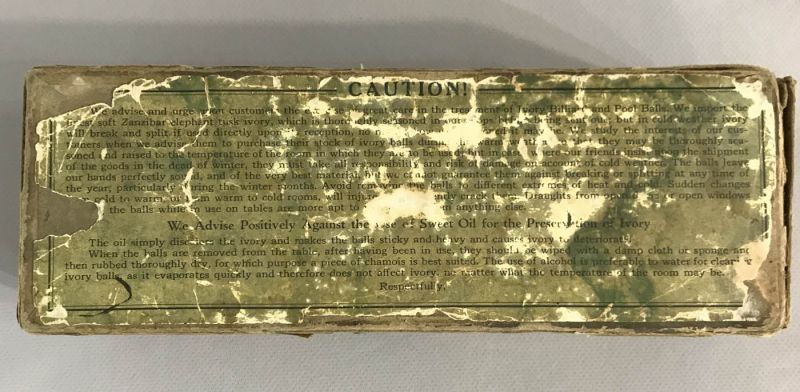 CAUTION!
We advise and urge upon customers the exercise of great care in the treatment of Ivory Billiard and Pool Balls. We import the
finest soft Zanzibar elephant tusk ivory, which is thoroughly seasoned in our shops before being sent out, but in cold weather ivory
will break and split if used directly upon its reception, no it may We study the interests of our cus-
tomers when we advise them to purchase their stock of ivory balls during warm that they may be thoroughly sea-
soned and raised to the temperature of the room in which they are to be used our friends insist upon the shipment
of the goods in the dead of winter, they must take all responsibility and risk of on account of cold weather. The balls leave
our hands perfectly sound, and of the very best material, but we cannot guarantee them against breaking or splitting at any time of
the year, particularly during the winter months. Avoid removing balls to different extremes of heat and cold. Sudden changes
cold to warm, or from warm to cold rooms, will crack them. Draughts from open windows
the balls while in use on tables are more apt to than anything else.
We Advise Positively Against the Use of Sweet Oil for the Preservation of Ivory
The oil simply discolors the ivory and makes the balls sticky and heavy and causes ivory to deteriorate.
When the balls are removed from the table, after having been in use, they should be wiped with a damp cloth or sponge and
then rubbed thoroughly dry, for which purpose a piece of chamois is best suited. The use of alcohol is preferable to water for cleaning
ivory balls, as it evaporates quickly and therefore does not affect ivory, no matter what the temperature of the room may be.
Respectfully,